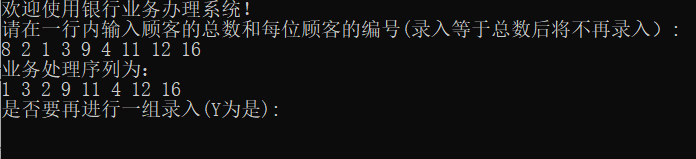 欢迎使用银行业务办理系统！
请在一行内输入顾客的总数和每位顾客的编号(录入等于总数后将不再录入）:
8 2 1 3 9 4 11 12 16
业务处理序列为:
1 3 2 9 11 4 12 16
是否要再进行一组录入(Y为是):